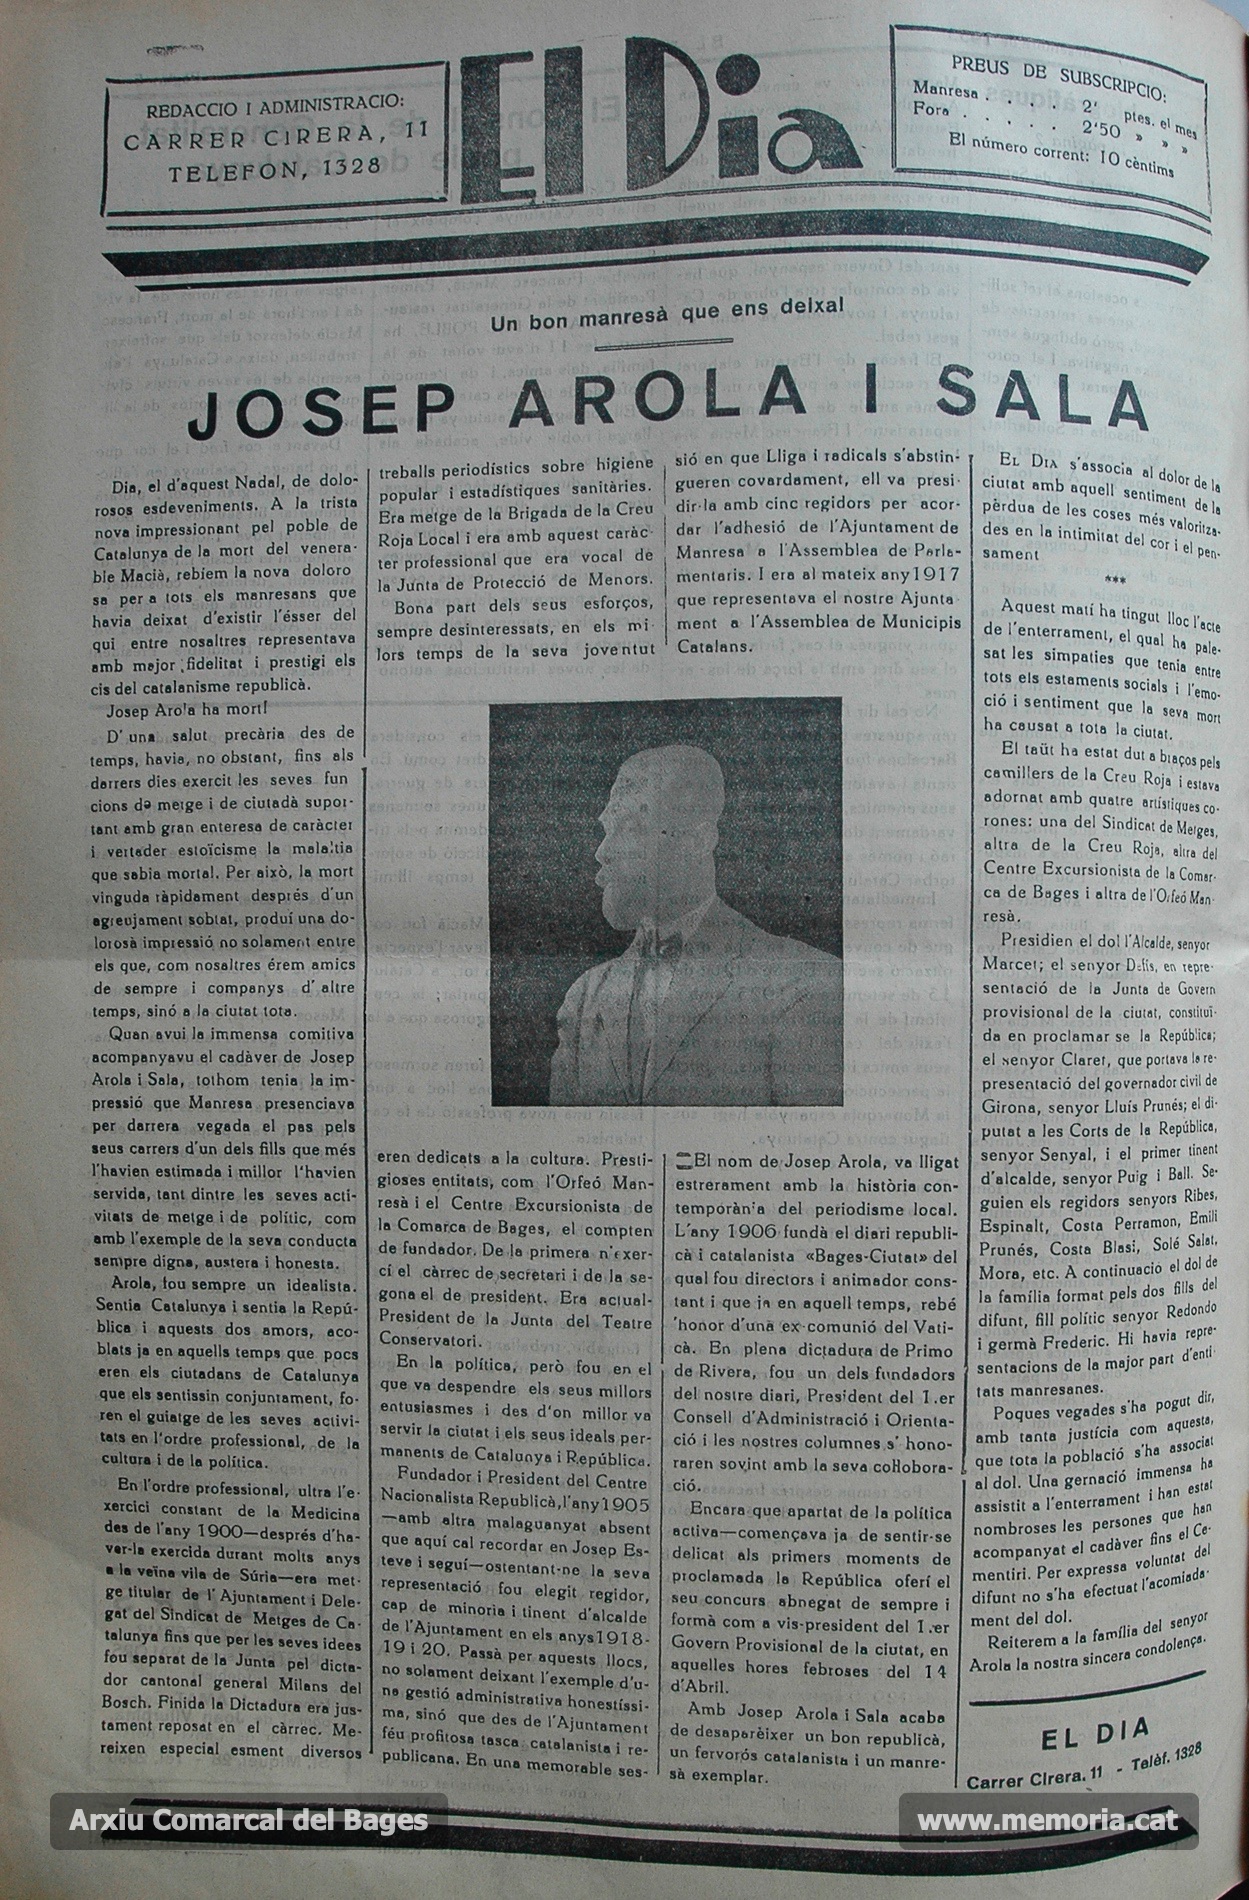 REDACCIO I ADMINISTRACIO:
CARRER CIRERA, 11
TELEFON, 1328
El Dia
PREUS DE SUBSCRIPCIO:
Manresa . . . . 2' ptes. el mes
Fora . . . . . 2'50 » » »
El número corrent: 10 cèntims
Un bon manresà que ens deixa!
JOSEP AROLA I SALA
Dia, el d'aquest Nadal, de dolo-
rosos esdeveniments. A la trista
nova impressionant pel poble de
Catalunya de la mort del venera-
ble Macià, rebiem la nova doloro
sa per a tots els manresans que
havia deixat d'existir l'ésser del
qui entre nosaltres representava
amb major fidelitat i prestigi els
cis del catalanisme republicà.
Josep Arola ha mort!
D'una salut precària des de
temps, havia, no obstant, fins als
darrers dies exercit les seves fun
cions de metge i de ciutadà supor-
tant amb gran enteresa de caràcter
i vertader estoïcisme la malaltia
que sabia mortal. Per això, la mort
vinguda ràpidament després d'un
agreujament sobtat, produí una do-
lorosà impressió no solament entre
els que, com nosaltres érem amics
de sempre i companys d'altre
temps, sinó a la ciutat tota.
Quan avui la immensa comitiva
acompanyavu el cadàver de Josep
Arola i Sala, tothom tenia la im-
pressió que Manresa presenciava
per darrera vegada el pas pels
seus carrers d'un dels fills que més
l'havien estimada i millor l'havien
servida, tant dintre les seves acti-
vitats de metge i de polític, com
amb l'exemple de la seva conducta
sempre digna, austera i honesta.
Arola, fou sempre un idealista.
Sentia Catalunya i sentia la Repú-
blica i aquests dos amors, aco-
blats ja en aquells temps que pocs
eren els ciutadans de Catalunya
que els sentissin conjuntament, fo-
ren el guiatge de les seves activi-
tats en l'ordre professional, de la
cultura i de la política.
En l'ordre professional, ultra l'e-
xercici constant de la Medicina
des de l'any 1900—després d'ha-
ver-la exercida durant molts anys
a la veïna vila de Súria—era met-
ge titular de l'Ajuntament i Dele-
gat del Sindicat de Metges de Ca-
talunya fins que per les seves idees
fou separat de la Junta pel dicta-
dor cantonal general Milans del
Bosch. Finida la Dictadura era jus-
tament reposat en el càrrec. Me-
reixen especial esment diversos
treballs periodístics sobre higiene
popular i estadístiques sanitáries.
Era metge de la Brigada de la Creu
Roja Local i era amb aquest caràc-
ter professional que era vocal de
la Junta de Protecció de Menors.
Bona part dels seus esforços,
sempre desinteressats, en els mi-
lors temps de la seva joventut
eren dedicats a la cultura. Presti-
gioses entitats, com l'Orfeó Man-
resà i el Centre Excursionista de
la Comarca de Bages, el compten
de fundador. De la primera n'exer-
cí el càrrec de secretari i de la se-
gona el de president. Era actual-
President de la Junta del Teatre
Conservatori.
En la política, però fou en el
que va despendre els seus millors
entusiasmes i des d'on millor va
servir la ciutat i els seus ideals per-
manents de Catalunya i República.
Fundador i President del Centre
Nacionalista Republicà, l'any 1905
—amb altra malaguanyat absent
que aquí cal recordar en Josep Es-
teve i seguí—ostentant-ne la seva
representació fou elegit regidor,
cap de minoria i tinent d'alcalde
de l'Ajuntament en els anys 1918-
19 i 20. Passà per aquests llocs,
no solament deixant l'exemple d'u-
na gestió administrativa honestíssi-
ma, sinó que des de l'Ajuntament
féu profitosa tasca catalanista i re-
publicana. En una memorable ses-
sió en que Lliga i radicals s'abstin-
gueren covardament, ell va presi-
dir-la amb cinc regidors per acor-
dar l'adhesió de l'Ajuntament de
Manresa a l'Assemblea de Parla-
mentaris. I era al mateix any 1917
que representava el nostre Ajunta
ment a l'Assemblea de Municipis
Catalans.
El nom de Josep Arola, va lligat
estrerament amb la història con-
temporània del periodisme local.
L'any 1906 fundà el diari republi-
cà i catalanista «Bages-Ciutat» del
qual fou directors i animador cons-
tant i que ja en aquell temps, rebé
'honor d'una ex-comunió del Vati-
cà. En plena dictadura de Primo
de Rivera, fou un dels fundadors
del nostre diari, President del 1.er
Consell d'Administració i Orienta-
ció i les nostres columnes s'hono-
raren sovint amb la seva col·labora-
ció.
Encara que apartat de la política
activa—començava ja de sentir-se
delicat als primers moments de
proclamada la República oferí el
seu concurs abnegat de sempre i
formà com a vis-president del 1.er
Govern Provisional de la ciutat, en
aquelles hores febroses del 14
d'Abril.
Amb Josep Arola i Sala acaba
de desaparèixer un bon republicà,
un fervorós catalanista i un manre-
sà exemplar.
EL DIA s'associa al dolor de la
ciutat amb aquell sentiment de la
pèrdua de les coses més valoritza-
des en la intimitat del cor i el pen-
sament
***
Aquest matí ha tingut lloc l'acte
de l'enterrament, el qual ha pale-
sat les simpaties que tenia entre
tots els estaments socials i l'emo-
ció i sentiment que la seva mort
ha causat a tota la ciutat.
El taüt ha estat dut a braços pels
camillers de la Creu Roja i estava
adornat amb quatre artístiques co-
rones: una del Sindicat de Metges,
altra de la Creu Roja, altra del
Centre Excursionista de la Comar-
ca de Bages i altra de l'Orfeó Man-
resà.
Presidien el dol l'Alcalde, senyor
Marcet; el senyor Delís, en repre-
sentació de la Junta de Govern
provisional de la ciutat, constituï-
da en proclamar se la República;
el senyor Claret, que portava la re-
presentació del governador civil de
Girona, senyor Lluís Prunés; el di-
putat a les Corts de la República,
senyor Senyal, i el primer tinent
d'alcalde, senyor Puig i Ball. Se-
guien els regidors senyors Ribes,
Espinalt, Costa Perramon, Emili
Prunés, Costa Blasi, Solé Salat,
Mora, etc. A continuació el dol de
la família format pels dos fills del
difunt, fill polític senyor Redondo
i germà Frederic. Hi havia repre-
sentacions de la major part d'enti-
tats manresanes.
Poques vegades s'ha pogut dir,
amb tanta justícia com aquesta,
que tota la població s'ha associat
al dol. Una gernació immensa ha
assistit a l'enterrament i han estat
nombroses les persones que han
acompanyat el cadàver fins el Ce-
mentiri. Per expressa voluntat del
difunt no s'ha efectuat l'acomiada-
ment del dol.
Reiterem a la família del senyor
Arola la nostra sincera condolença.
EL DIA
Carrer Cirera, 11 - Telèf. 1328
Arxiu Comarcal del Bages
www.memoria.cat